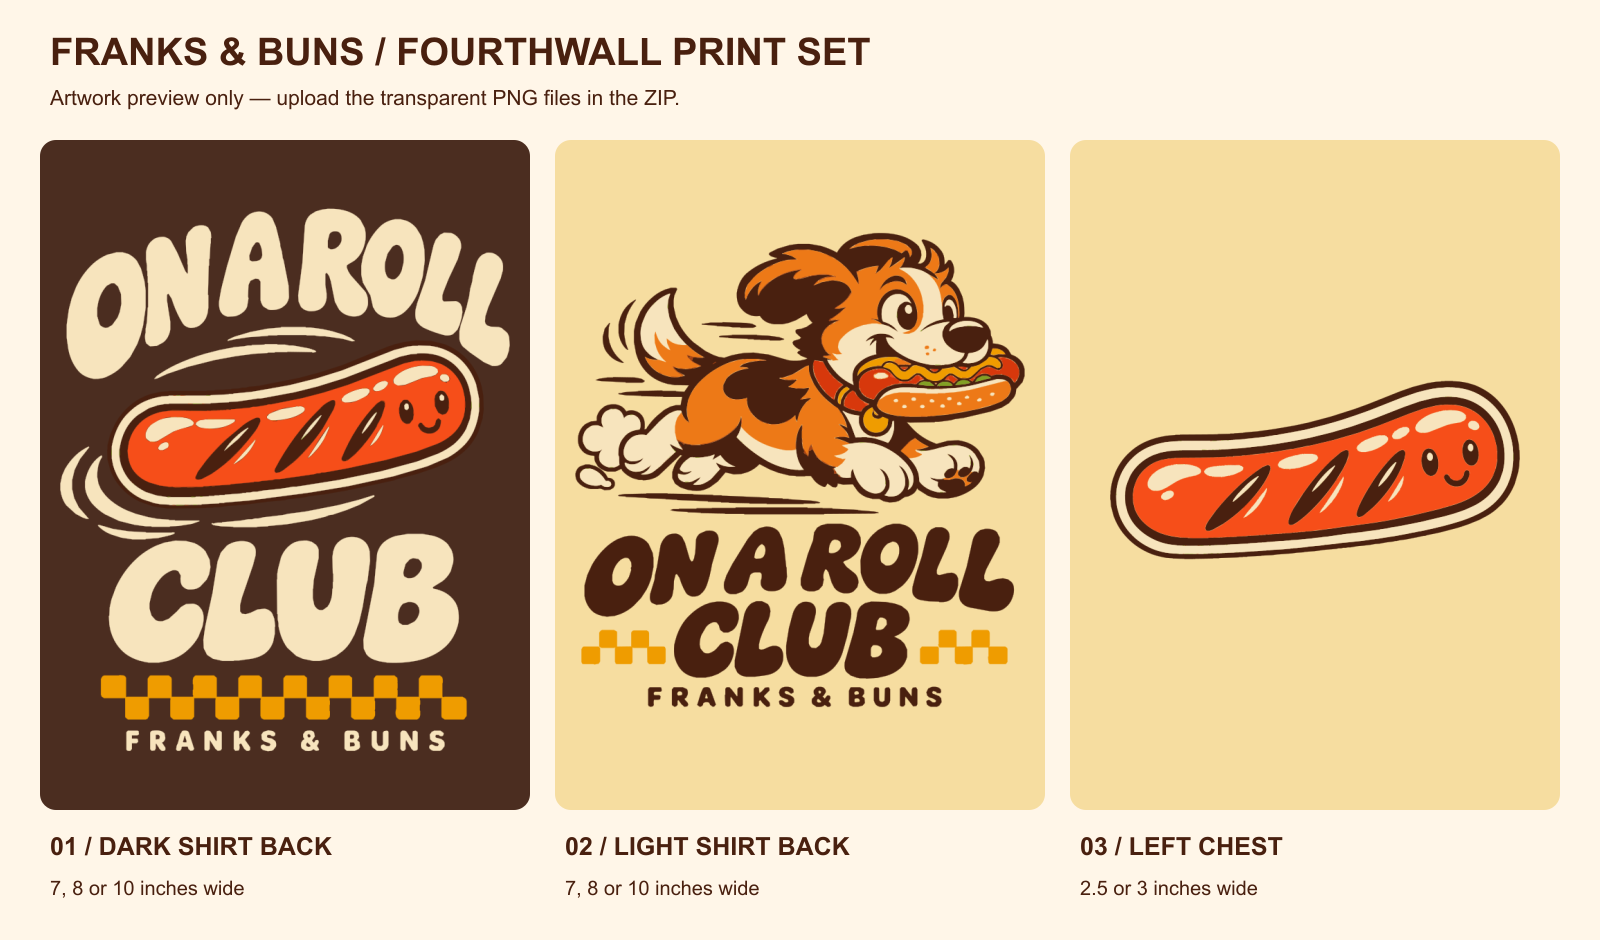 FRANKS & BUNS / FOURTHWALL PRINT SET
Artwork preview only — upload the transparent PNG files in the ZIP.
ON A ROLL
CLUB
FRANKS & BUNS
01 / DARK SHIRT BACK
7, 8 or 10 inches wide
ON A ROLL
CLUB
FRANKS & BUNS
02 / LIGHT SHIRT BACK
7, 8 or 10 inches wide
03 / LEFT CHEST
2.5 or 3 inches wide